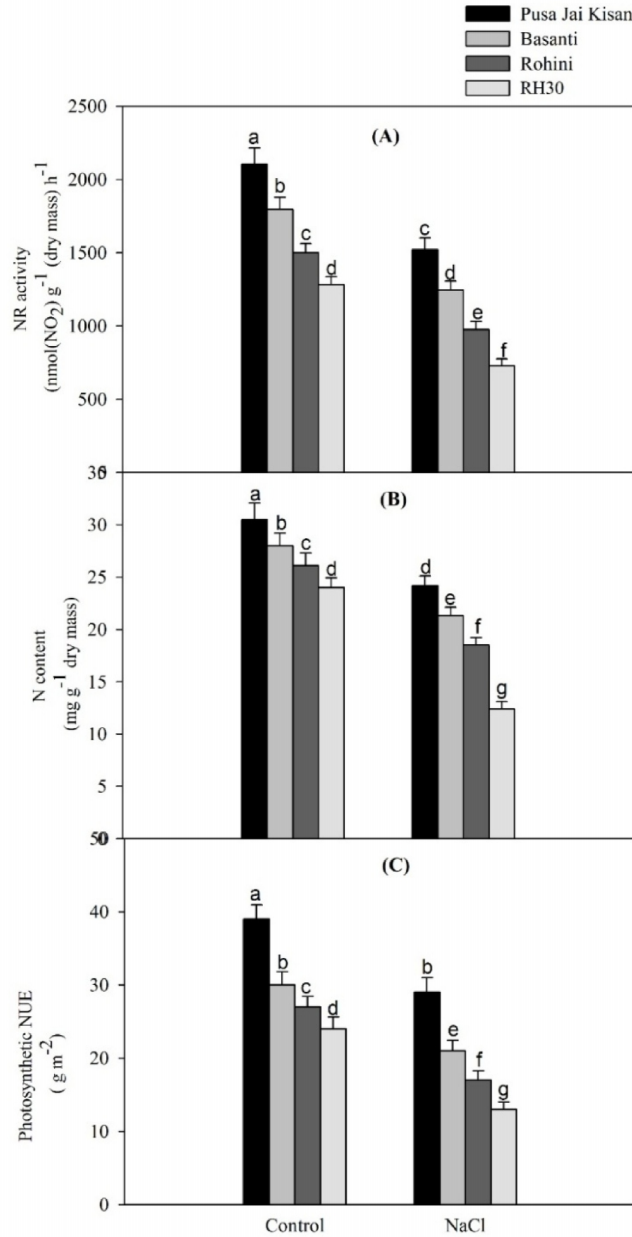 Pusa Jai Kisan
Basanti
Rohini
RH30
(A)
2500
2000
1500
1000
500
NR activity
(nmol(NO2) g-1 (dry mass) h-1
a
b
c
d
c
d
e
f
(B)
30
25
20
15
10
5
N content
(mg g-1 dry mass)
a
b
c
d
d
e
f
g
(C)
40
30
20
10
0
Photosynthetic NUE
( g m-2)
a
b
c
d
b
e
f
g
Control NaCl